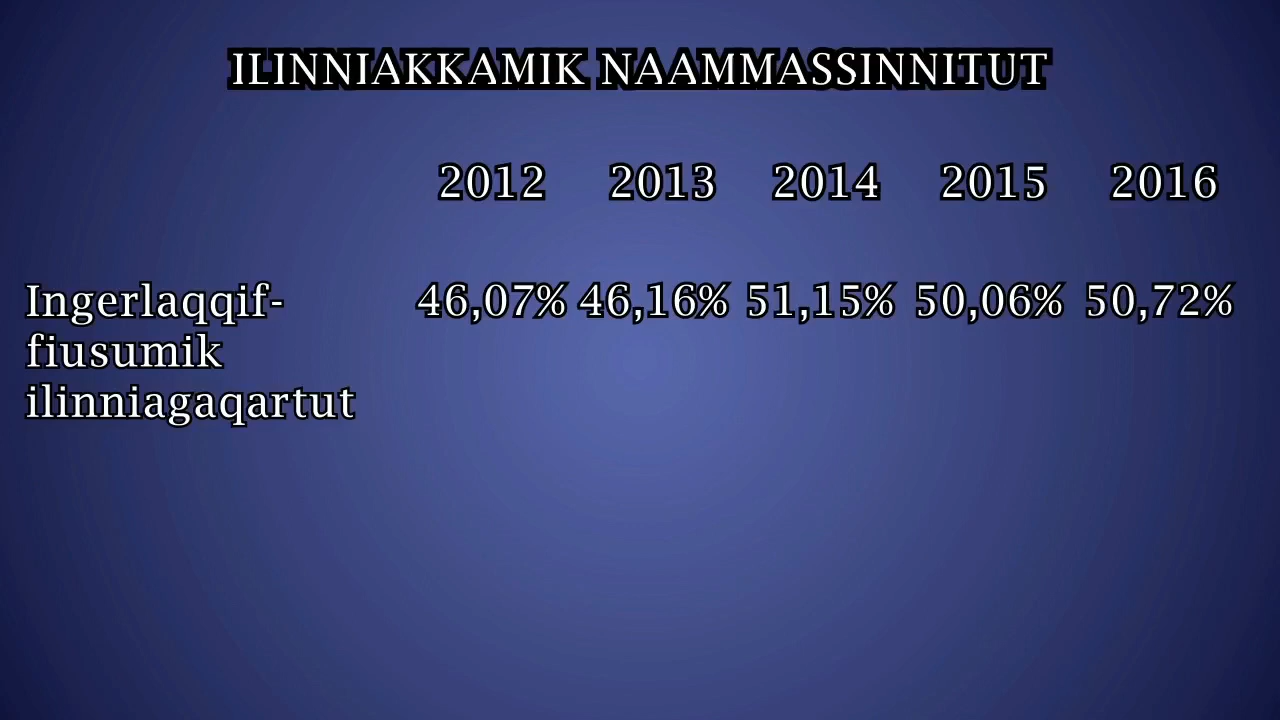 ILINNIAKKAMIK NAAMMASSINNITUT
2012 2013 2014 2015 2016
Ingerlaqqif- 46,07% 46,16% 51,15% 50,06% 50,72%
fiusumik
ilinniagaqartut